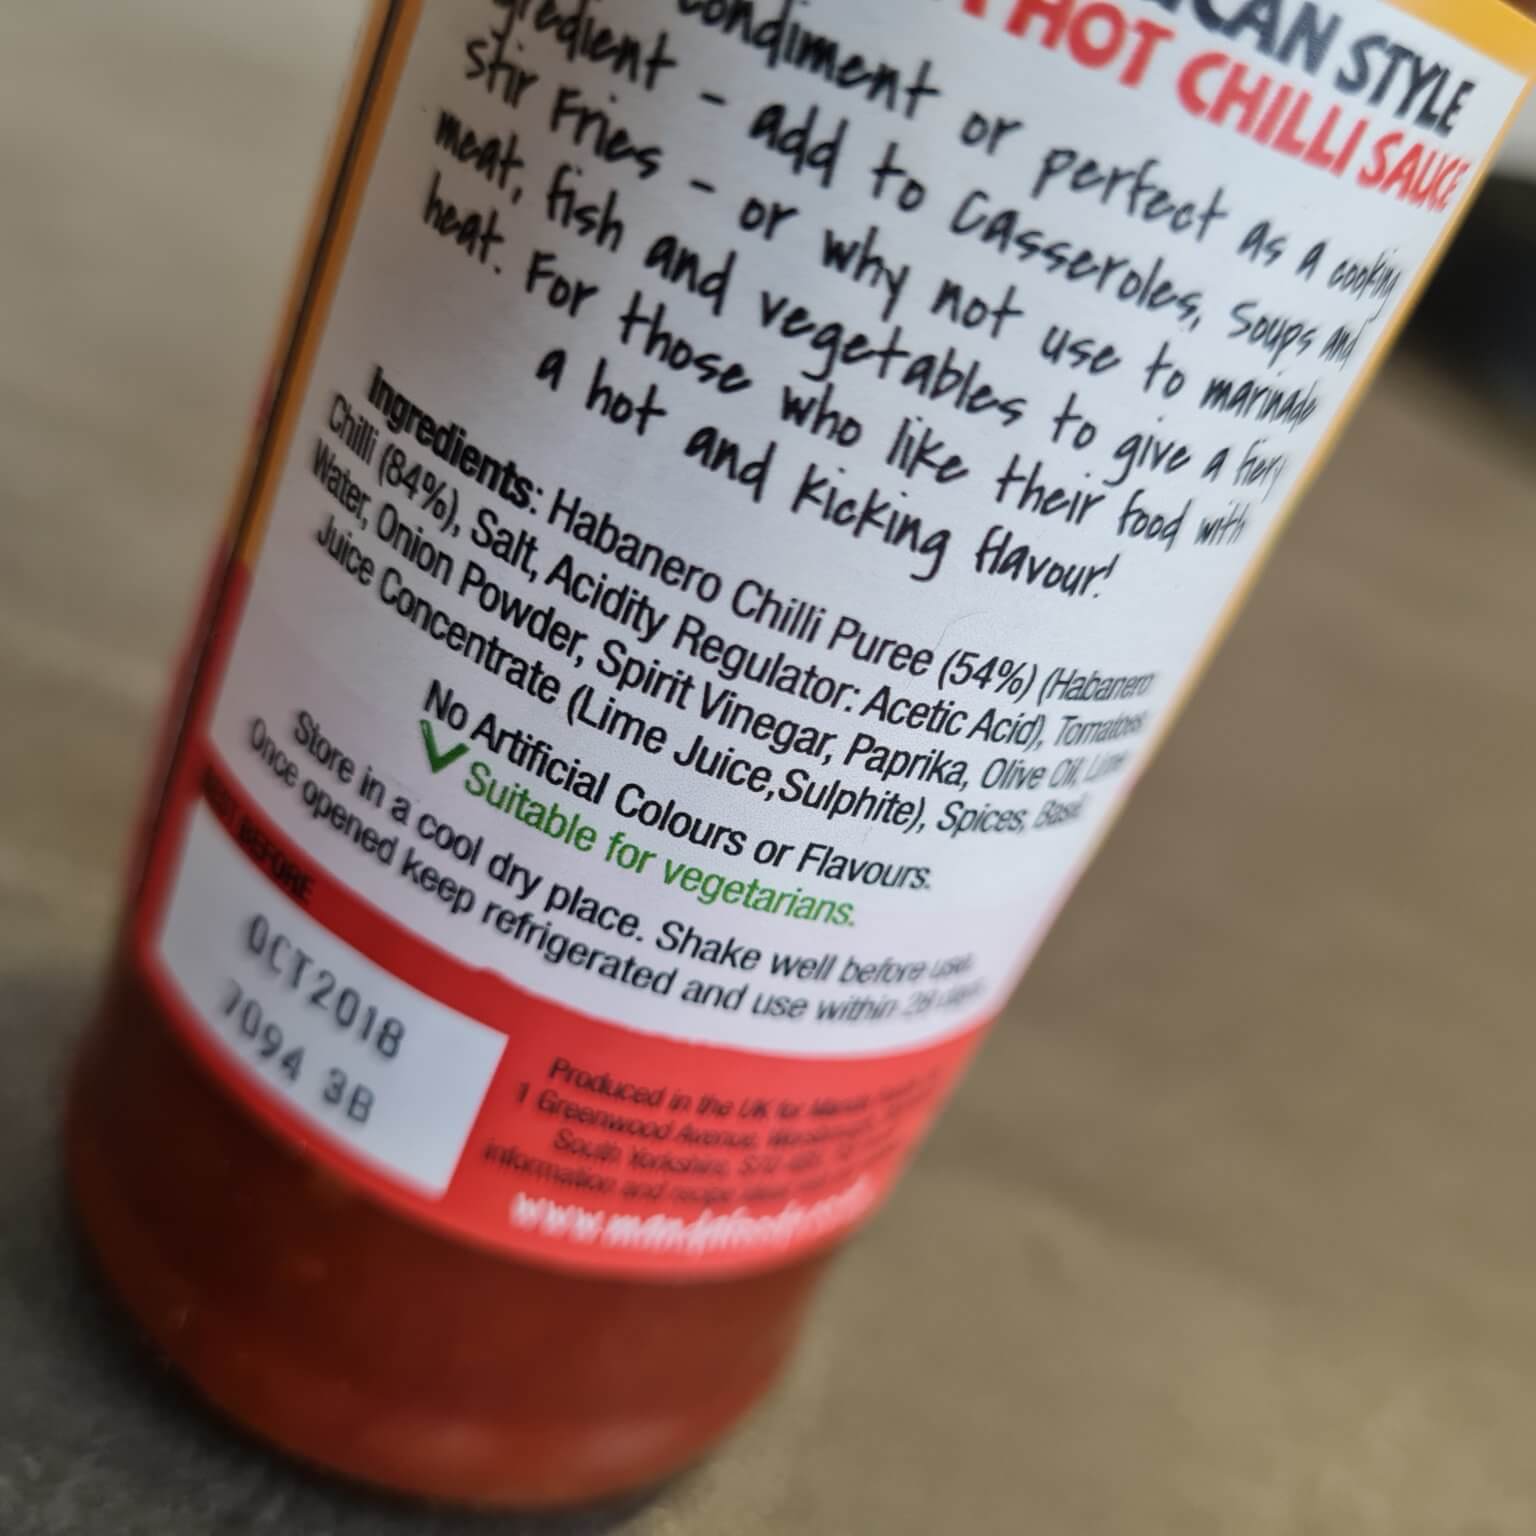 ICAN STYLE
HOT CHILLI SAUCE
condiment or perfect as a cooking
ingredient - add to Casseroles, Soups and
stir Fries - or why not use to marinade
meat, fish and vegetables to give a fiery
heat. For those who like their food with
a hot and kicking flavour!
Ingredients: Habanero Chilli Puree (54%) (Habanero
Chilli (84%), Salt, Acidity Regulator: Acetic Acid), Tomatoes
Water, Onion Powder, Spirit Vinegar, Paprika, Olive Oil, Lime
Juice Concentrate (Lime Juice,Sulphite), Spices, Basil
No Artificial Colours or Flavours.
Suitable for vegetarians.
Store in a cool dry place. Shake well before use.
Once opened keep refrigerated and use within 28 days
BEST BEFORE
OCT2018
7094 3B
Produced in the UK for
1 Greenwood Avenue,
South Yorkshire,
information and recipe